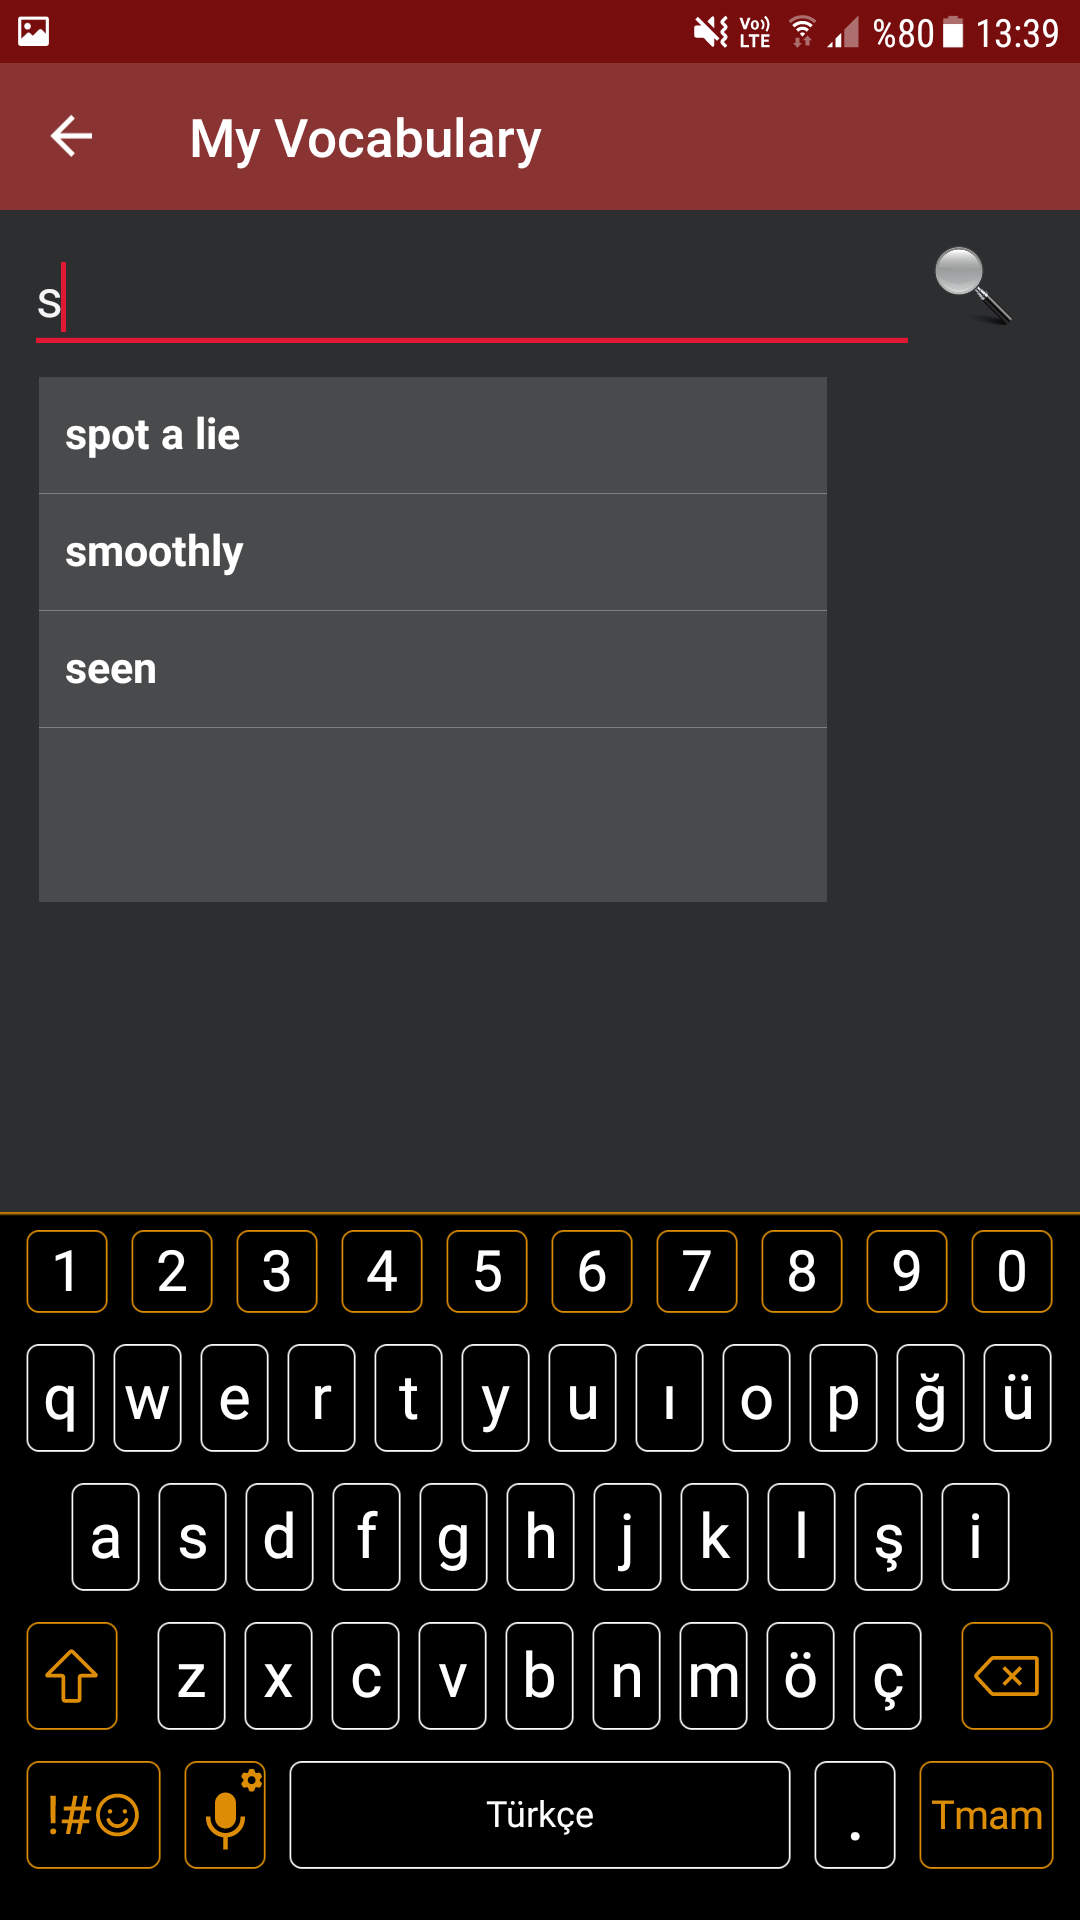 Vo)) LTE %80 13:39
My Vocabulary
s
spot a lie
smoothly
seen
1 2 3 4 5 6 7 8 9 0
q w e r t y u ı o p ğ ü
a s d f g h j k l ş i
z x c v b n m ö ç
!#☺ Türkçe . Tmam